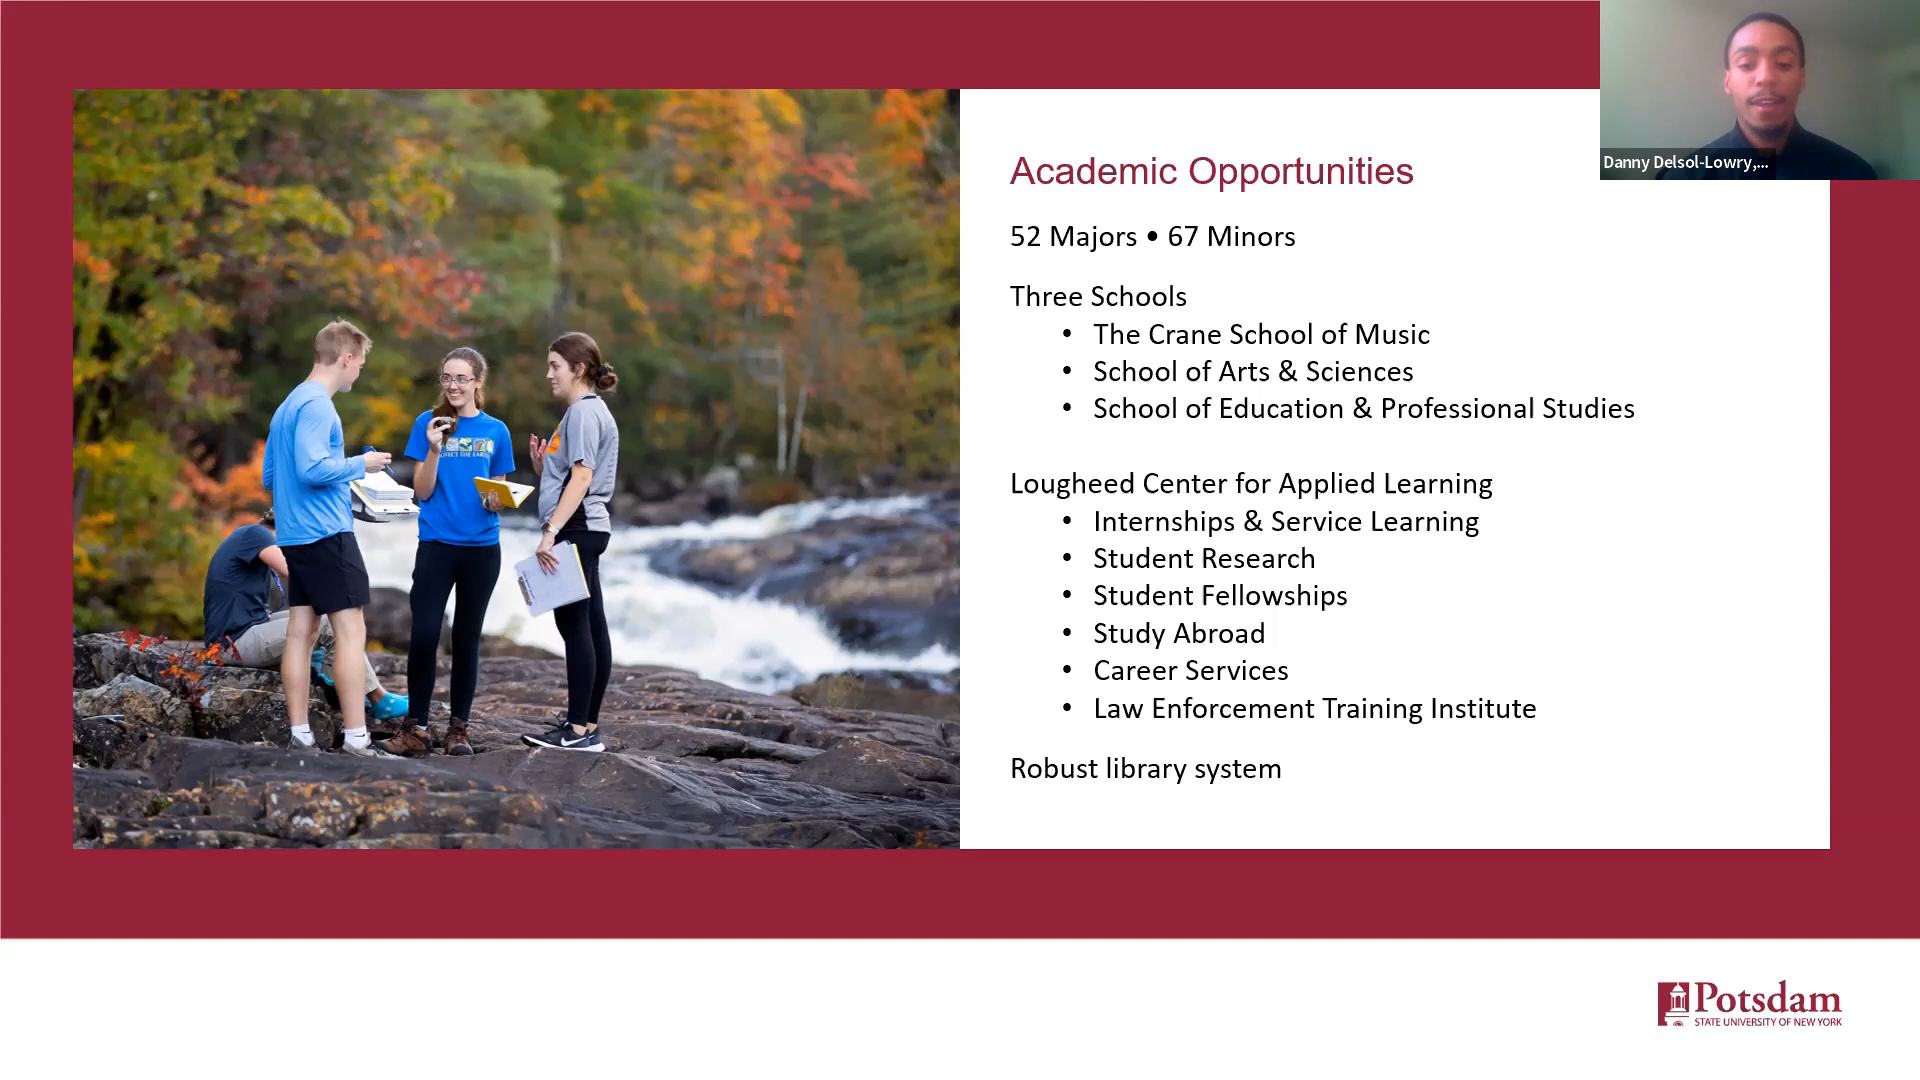 Danny Delsol-Lowry,...
Academic Opportunities
52 Majors • 67 Minors
Three Schools
• The Crane School of Music
• School of Arts & Sciences
• School of Education & Professional Studies
Lougheed Center for Applied Learning
• Internships & Service Learning
• Student Research
• Student Fellowships
• Study Abroad
• Career Services
• Law Enforcement Training Institute
Robust library system
THE EARTH
Potsdam
STATE UNIVERSITY OF NEW YORK